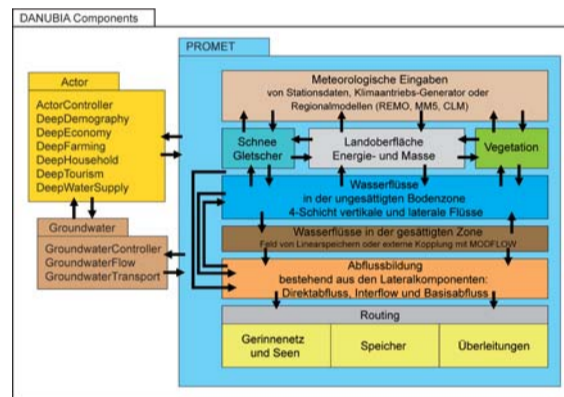 DANUBIA Components
PROMET
Actor
ActorController
DeepDemography
DeepEconomy
DeepFarming
DeepHousehold
DeepTourism
DeepWaterSupply
Groundwater
GroundwaterController
GroundwaterFlow
GroundwaterTransport
Meteorologische Eingaben
von Stationsdaten, Klimaantriebs-Generator oder
Regionalmodellen (REMO, MM5, CLM)
Schnee
Gletscher
Landoberfläche
Energie- und Masse
Vegetation
Wasserflüsse
in der ungesättigten Bodenzone
4-Schicht vertikale und laterale Flüsse
Wasserflüsse in der gesättigten Zone
Feld von Linearspeichern oder externe Kopplung mit MODFLOW
Abflussbildung
bestehend aus den Lateralkomponenten:
Direktabfluss, Interflow und Basisabfluss
Routing
Gerinnenetz
und Seen
Speicher
Überleitungen